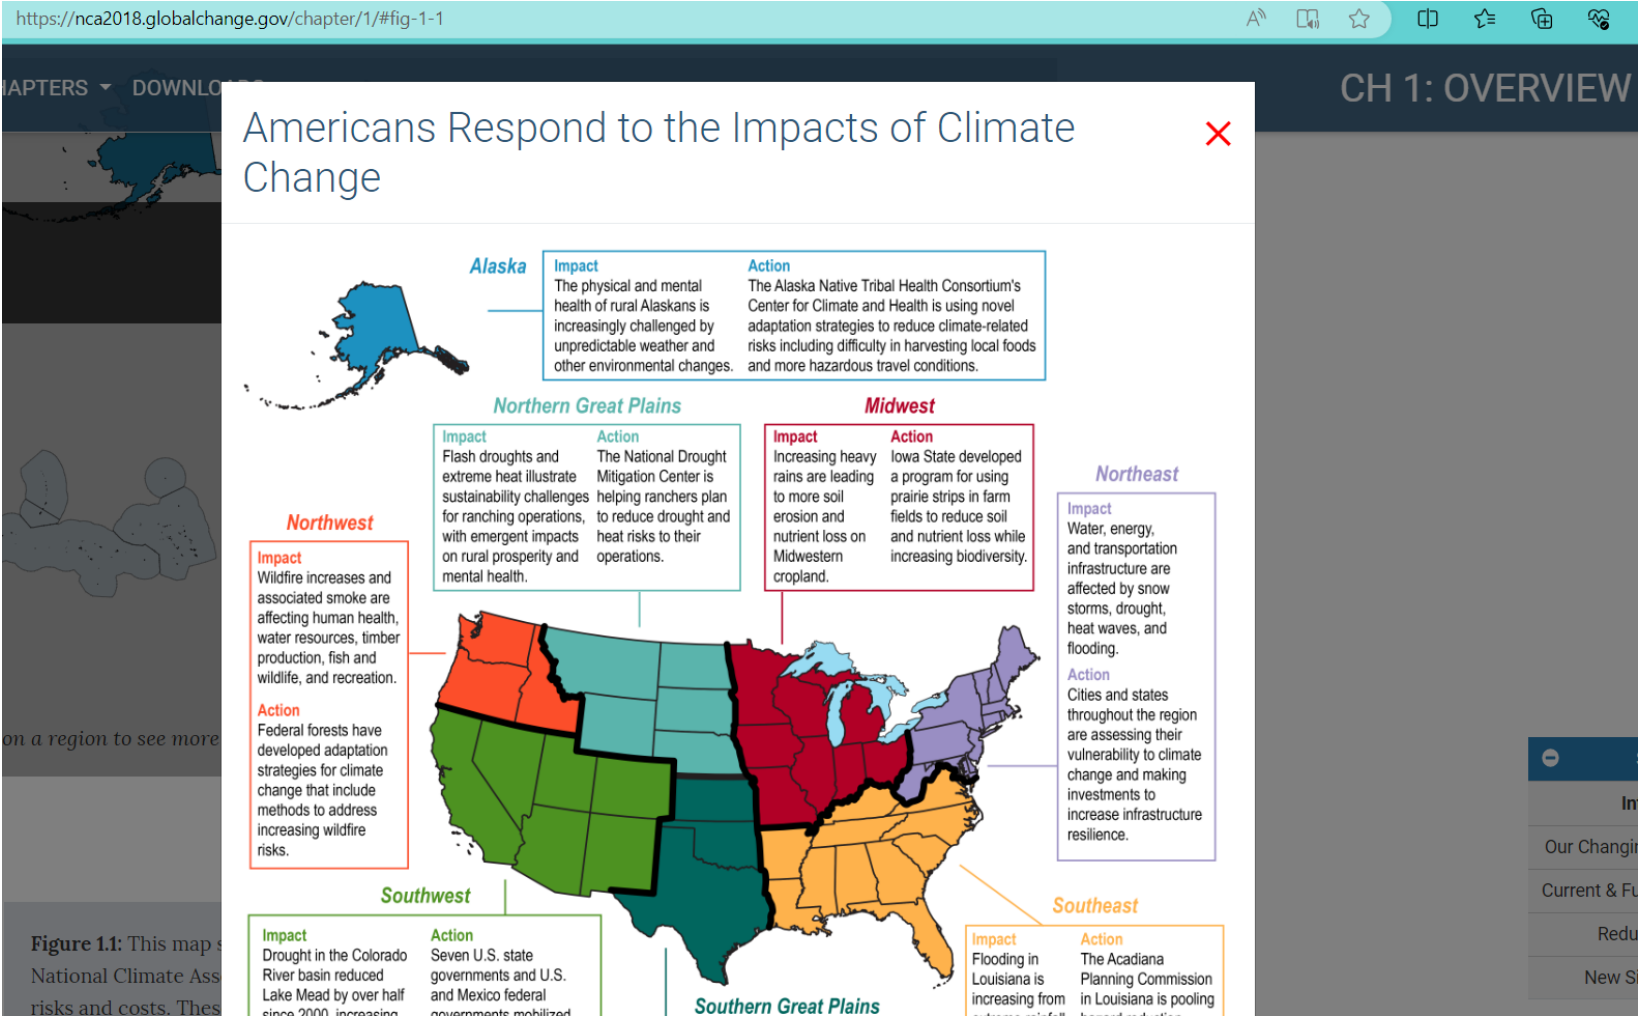 https://nca2018.globalchange.gov/chapter/1/#fig-1-1
HAPTERS DOWNLO
CH 1: OVERVIEW
Americans Respond to the Impacts of Climate
Change
Alaska
Impact
The physical and mental
health of rural Alaskans is
increasingly challenged by
unpredictable weather and
other environmental changes.
Action
The Alaska Native Tribal Health Consortium's
Center for Climate and Health is using novel
adaptation strategies to reduce climate-related
risks including difficulty in harvesting local foods
and more hazardous travel conditions.
Northern Great Plains
Impact
Flash droughts and
extreme heat illustrate
sustainability challenges
for ranching operations,
with emergent impacts
on rural prosperity and
mental health.
Action
The National Drought
Mitigation Center is
helping ranchers plan
to reduce drought and
heat risks to their
operations.
Midwest
Impact
Increasing heavy
rains are leading
to more soil
erosion and
nutrient loss on
Midwestern
cropland.
Action
Iowa State developed
a program for using
prairie strips in farm
fields to reduce soil
and nutrient loss while
increasing biodiversity.
Northeast
Impact
Water, energy,
and transportation
infrastructure are
affected by snow
storms, drought,
heat waves, and
flooding.
Action
Cities and states
throughout the region
are assessing their
vulnerability to climate
change and making
investments to
increase infrastructure
resilience.
Northwest
Impact
Wildfire increases and
associated smoke are
affecting human health,
water resources, timber
production, fish and
wildlife, and recreation.
Action
Federal forests have
developed adaptation
strategies for climate
change that include
methods to address
increasing wildfire
risks.
Southwest
Impact
Drought in the Colorado
River basin reduced
Lake Mead by over half
since 2000, increasing
Action
Seven U.S. state
governments and U.S.
and Mexico federal
governments mobilized
Southern Great Plains
Southeast
Impact
Flooding in
Louisiana is
increasing from
extreme rainfall
Action
The Acadiana
Planning Commission
in Louisiana is pooling
hazard reduction
on a region to see more
Figure 1.1: This map s
National Climate Ass
risks and costs. Thes
In
Our Changin
Current & Fu
Redu
New Si